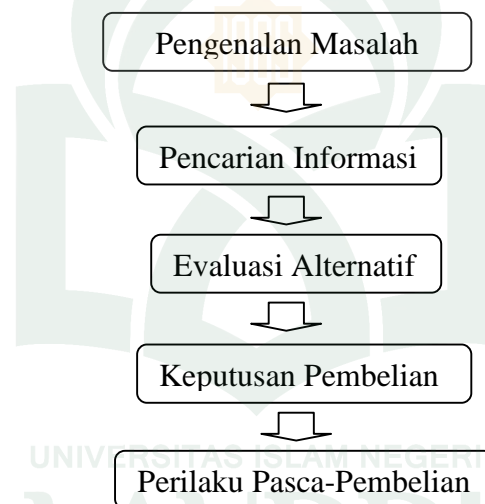 Pengenalan Masalah
Pencarian Informasi
Evaluasi Alternatif
Keputusan Pembelian
UNIVERSITAS ISLAM NEGERI
Perilaku Pasca-Pembelian